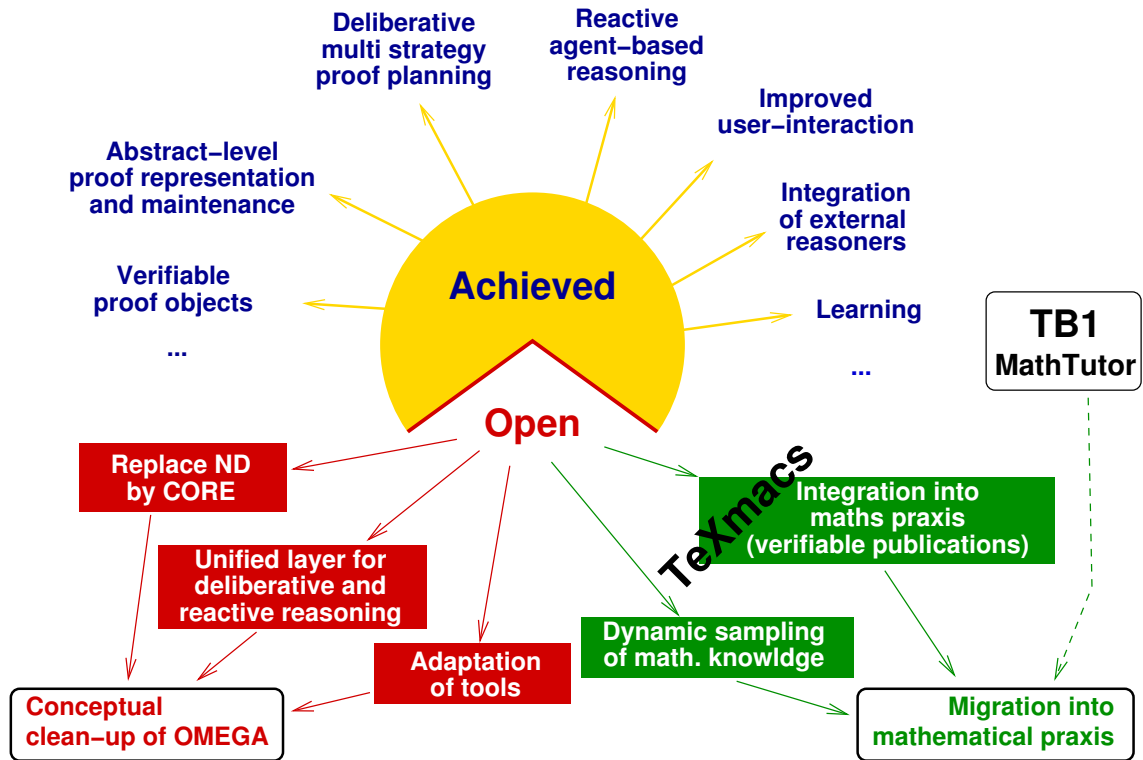 Deliberative
multi strategy
proof planning
Reactive
agent−based
reasoning
Improved
user−interaction
Abstract−level
proof representation
and maintenance
Integration
of external
reasoners
Verifiable
proof objects
...
Achieved
Learning
...
TB1
MathTutor
Open
Replace ND
by CORE
TeXmacs
Integration into
maths praxis
(verifiable publications)
Unified layer for
deliberative and
reactive reasoning
Adaptation
of tools
Dynamic sampling
of math. knowldge
Conceptual
clean−up of OMEGA
Migration into
mathematical praxis